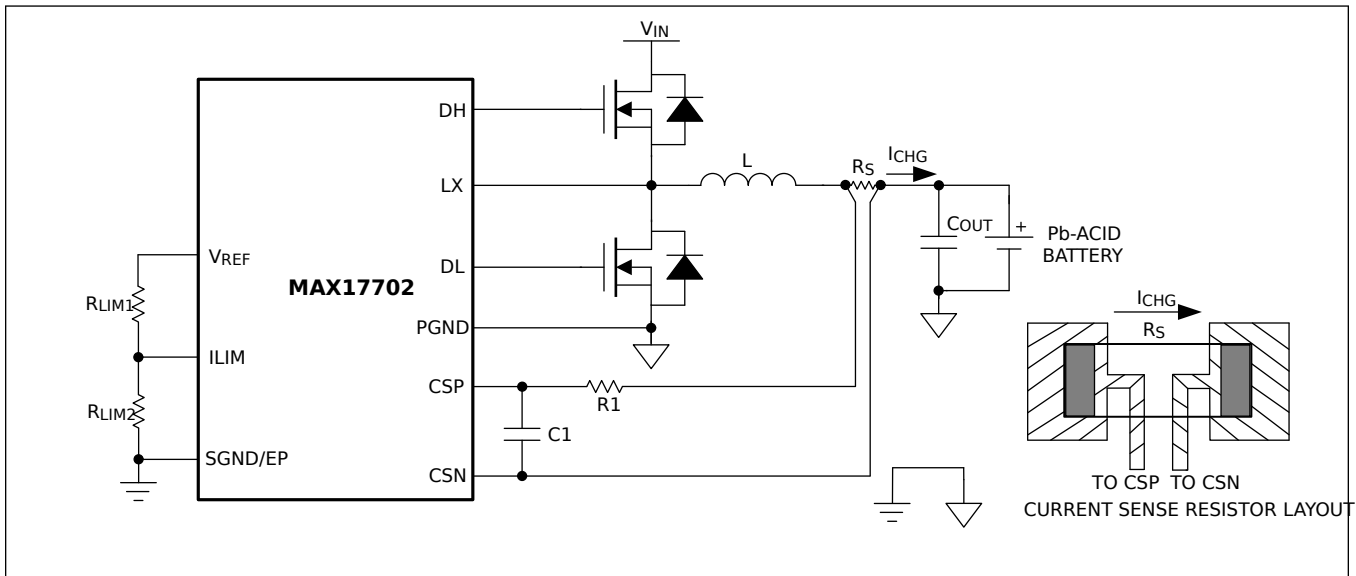 VIN
DH
LX
L
RS
ICHG
COUT
+
Pb-ACID
BATTERY
VREF
DL
MAX17702
RLIM1
PGND
ILIM
CSP
R1
RLIM2
C1
SGND/EP
CSN
ICHG
RS
TO CSP TO CSN
CURRENT SENSE RESISTOR LAYOUT